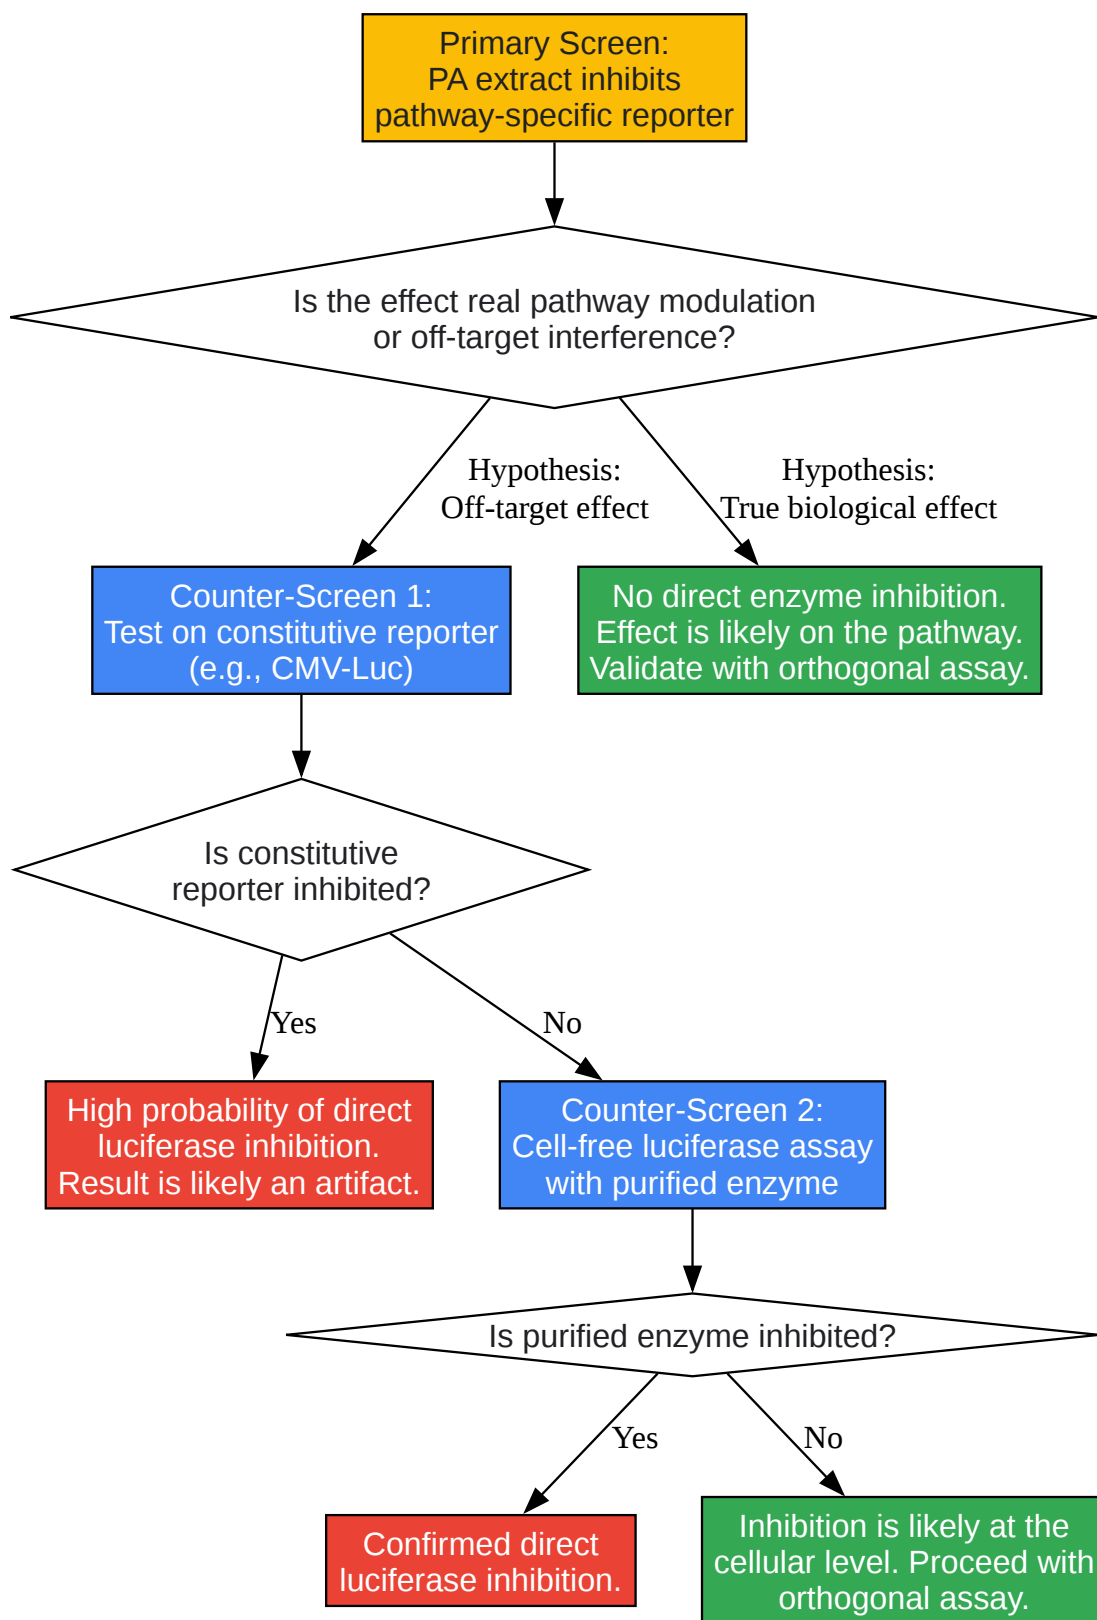 Primary Screen:
PA extract inhibits
pathway-specific reporter
Is the effect real pathway modulation
or off-target interference?
Hypothesis:
Off-target effect
Hypothesis:
True biological effect
Counter-Screen 1:
Test on constitutive reporter
(e.g., CMV-Luc)
No direct enzyme inhibition.
Effect is likely on the pathway.
Validate with orthogonal assay.
Is constitutive
reporter inhibited?
Yes
No
High probability of direct
luciferase inhibition.
Result is likely an artifact.
Counter-Screen 2:
Cell-free luciferase assay
with purified enzyme
Is purified enzyme inhibited?
Yes
No
Confirmed direct
luciferase inhibition.
Inhibition is likely at the
cellular level. Proceed with
orthogonal assay.